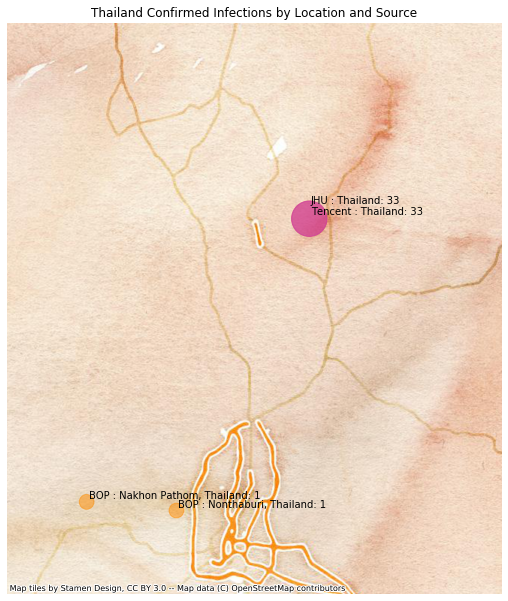 Thailand Confirmed Infections by Location and Source
JHU : Thailand: 33
Tencent : Thailand: 33
BOP : Nakhon Pathom, Thailand: 1
BOP : Nonthaburi, Thailand: 1
Map tiles by Stamen Design, CC BY 3.0 -- Map data (C) OpenStreetMap contributors